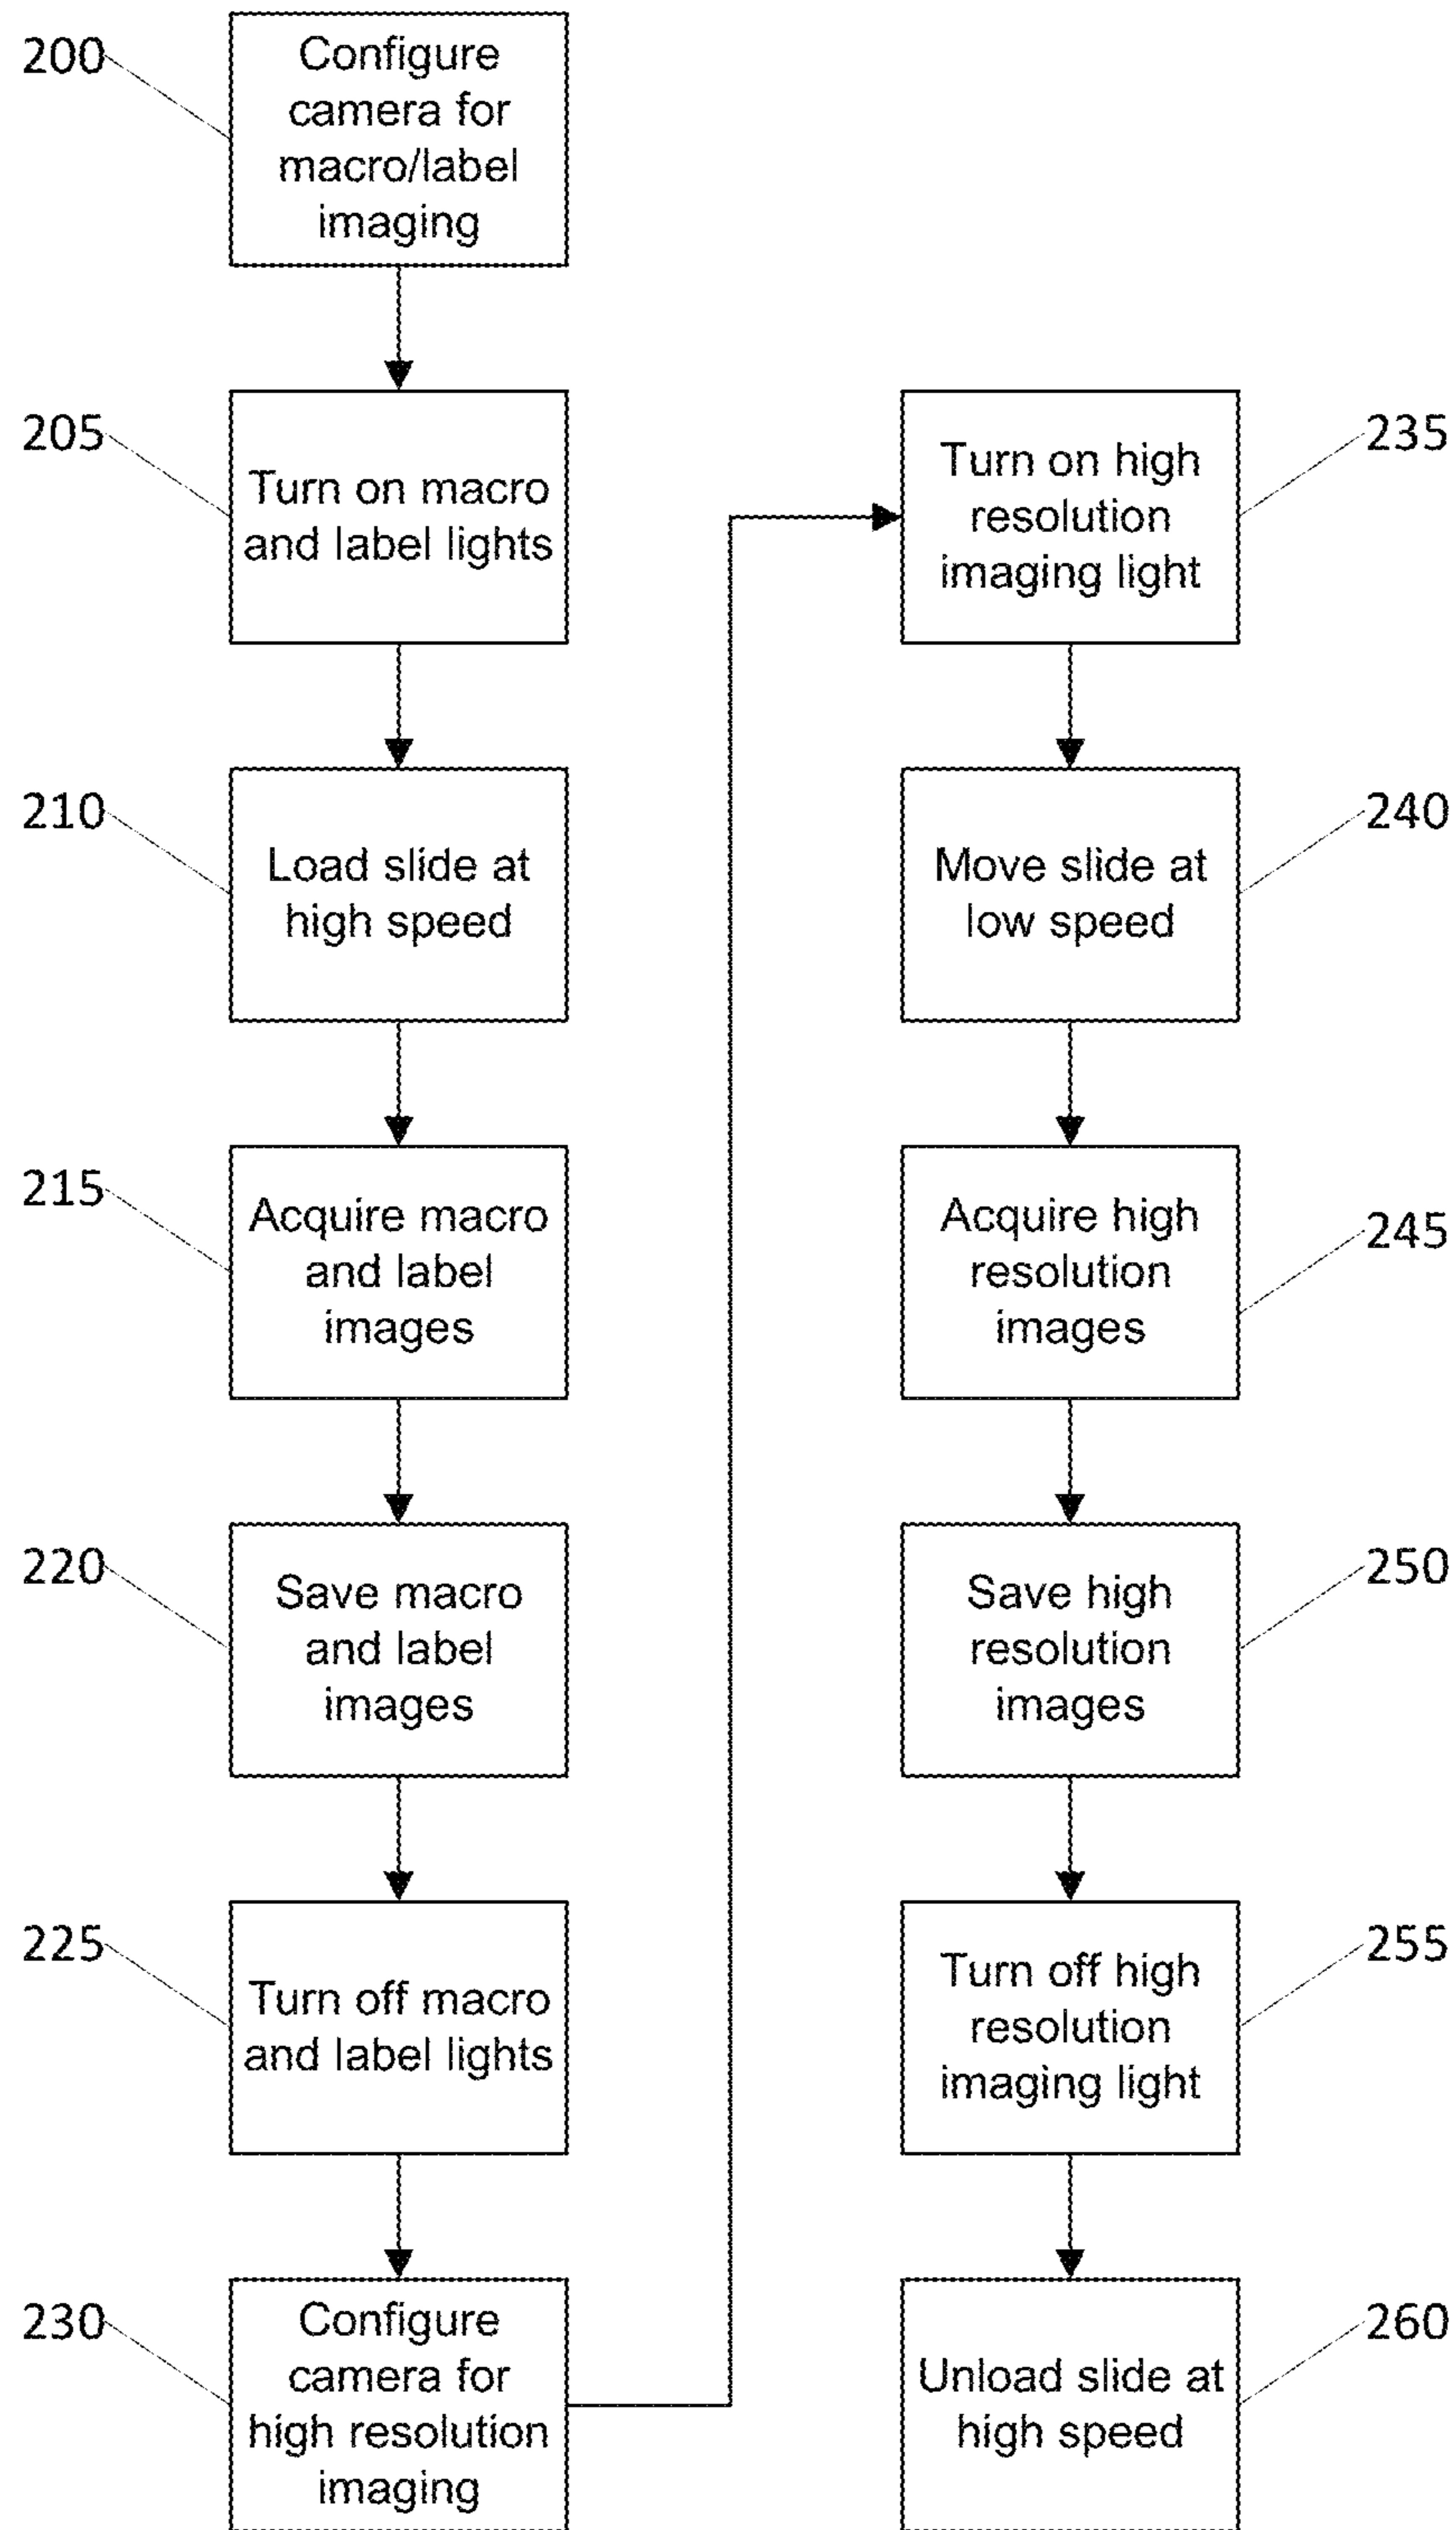 200
Configure
camera for
macro/label
imaging
205
Turn on macro
and label lights
210
Load slide at
high speed
215
Acquire macro
and label
images
220
Save macro
and label
images
225
Turn off macro
and label lights
230
Configure
camera for
high resolution
imaging
235
Turn on high
resolution
imaging light
240
Move slide at
low speed
245
Acquire high
resolution
images
250
Save high
resolution
images
255
Turn off high
resolution
imaging light
260
Unload slide at
high speed